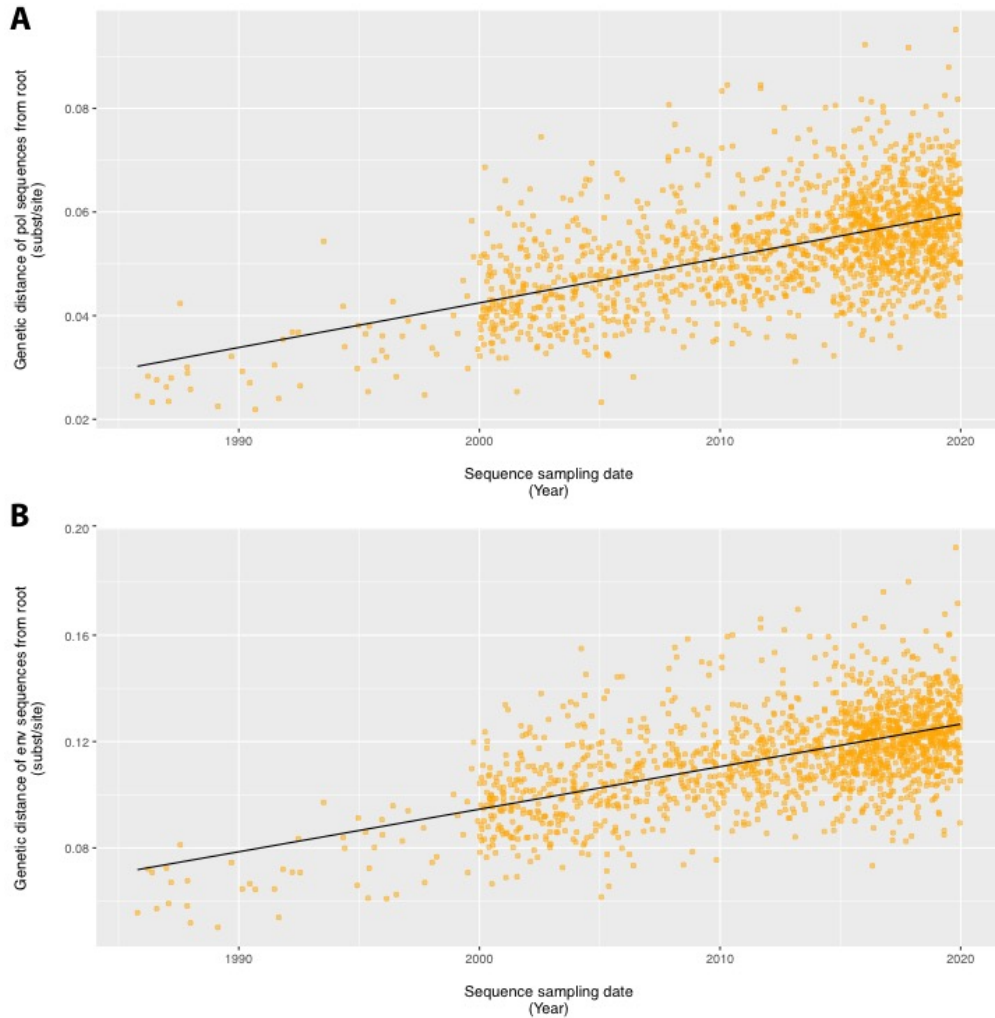 A
Genetic distance of pol sequences from root
(subst/site)
0.08
0.06
0.04
0.02
1990
2000
2010
2020
Sequence sampling date
(Year)
B
Genetic distance of env sequences from root
(subst/site)
0.20
0.16
0.12
0.08
1990
2000
2010
2020
Sequence sampling date
(Year)